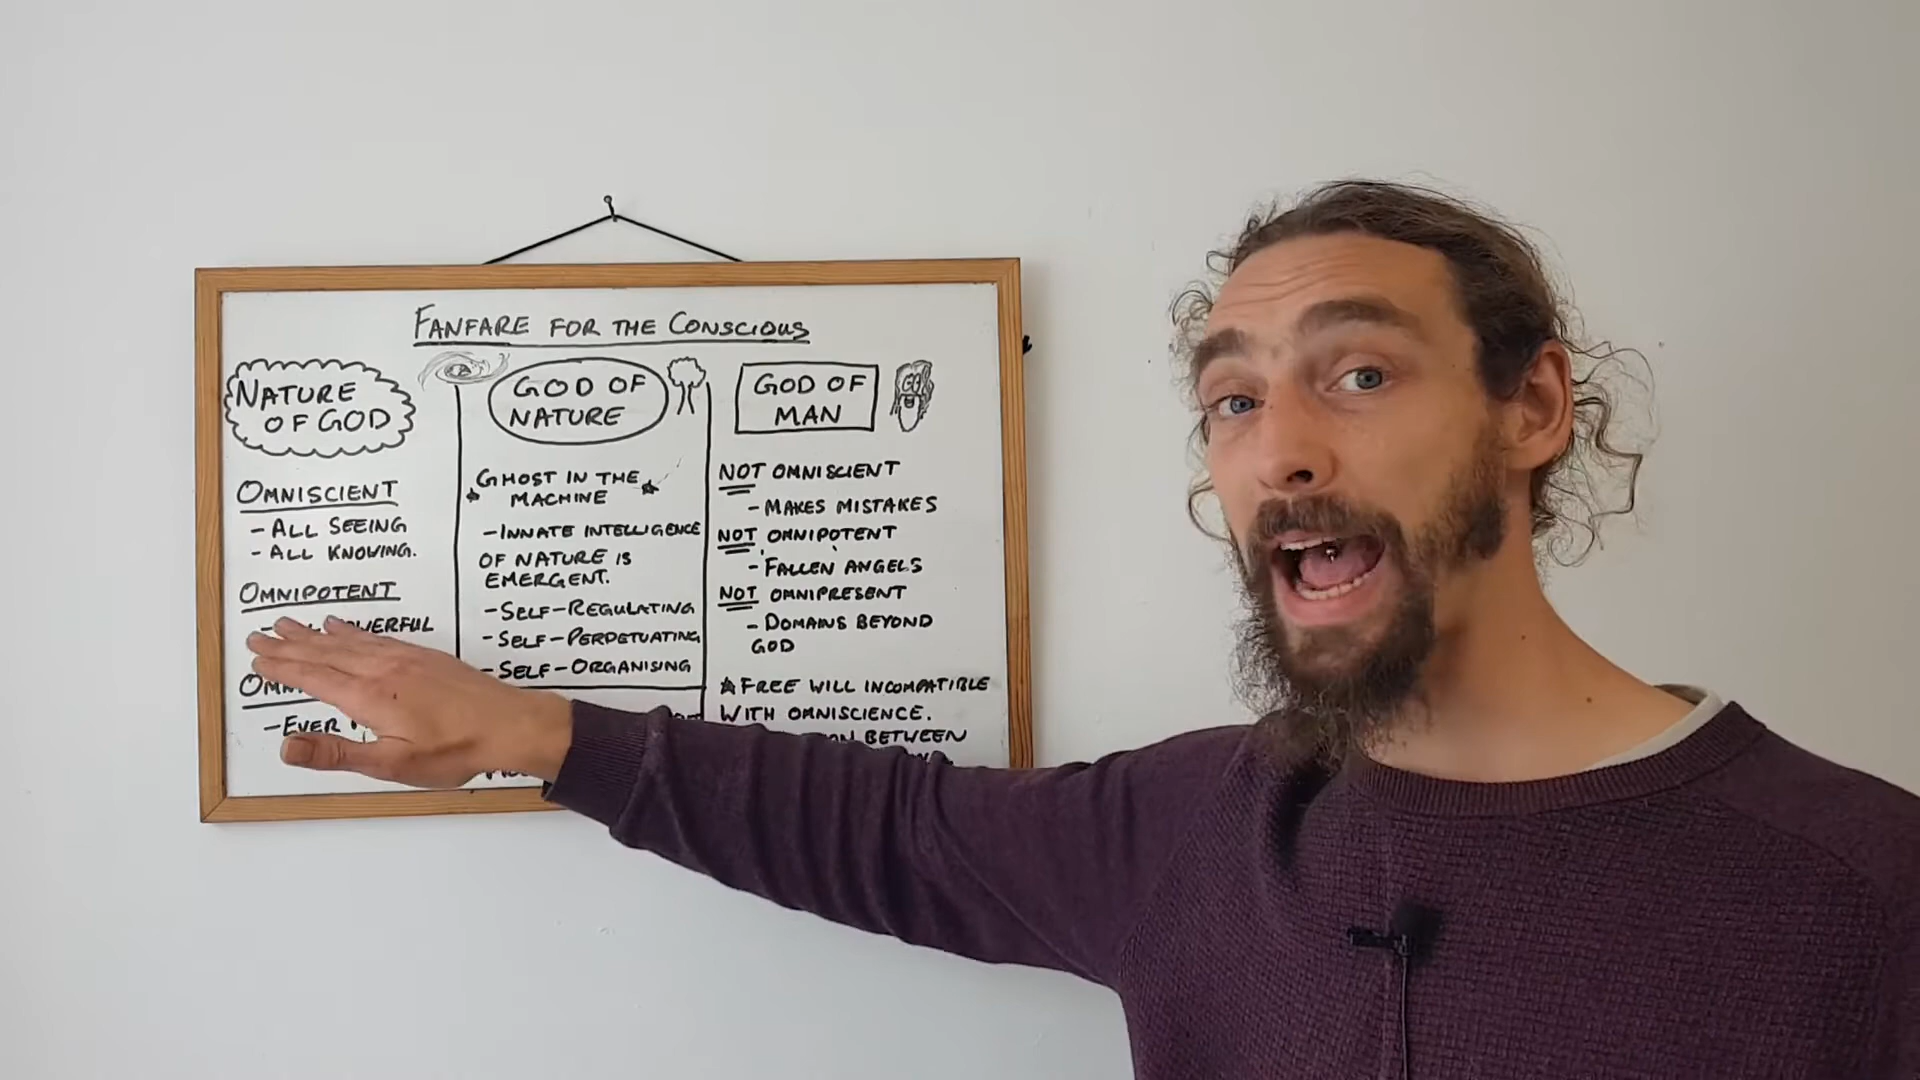 FANFARE FOR THE CONSCIOUS
NATURE
OF GOD
OMNISCIENT
- ALL SEEING
- ALL KNOWING.
OMNIPOTENT
- EVER
GOD OF
NATURE
GHOST IN THE
MACHINE
- INNATE INTELLIGENCE
OF NATURE IS
EMERGENT.
- SELF-REGULATING
- SELF-PERPETUATING
- SELF-ORGANISING
GOD OF
MAN
NOT OMNISCIENT
- MAKES MISTAKES
NOT OMNIPOTENT
- FALLEN ANGELS
NOT OMNIPRESENT
- DOMAINS BEYOND
GOD
FREE WILL INCOMPATIBLE
WITH OMNISCIENCE.
BETWEEN